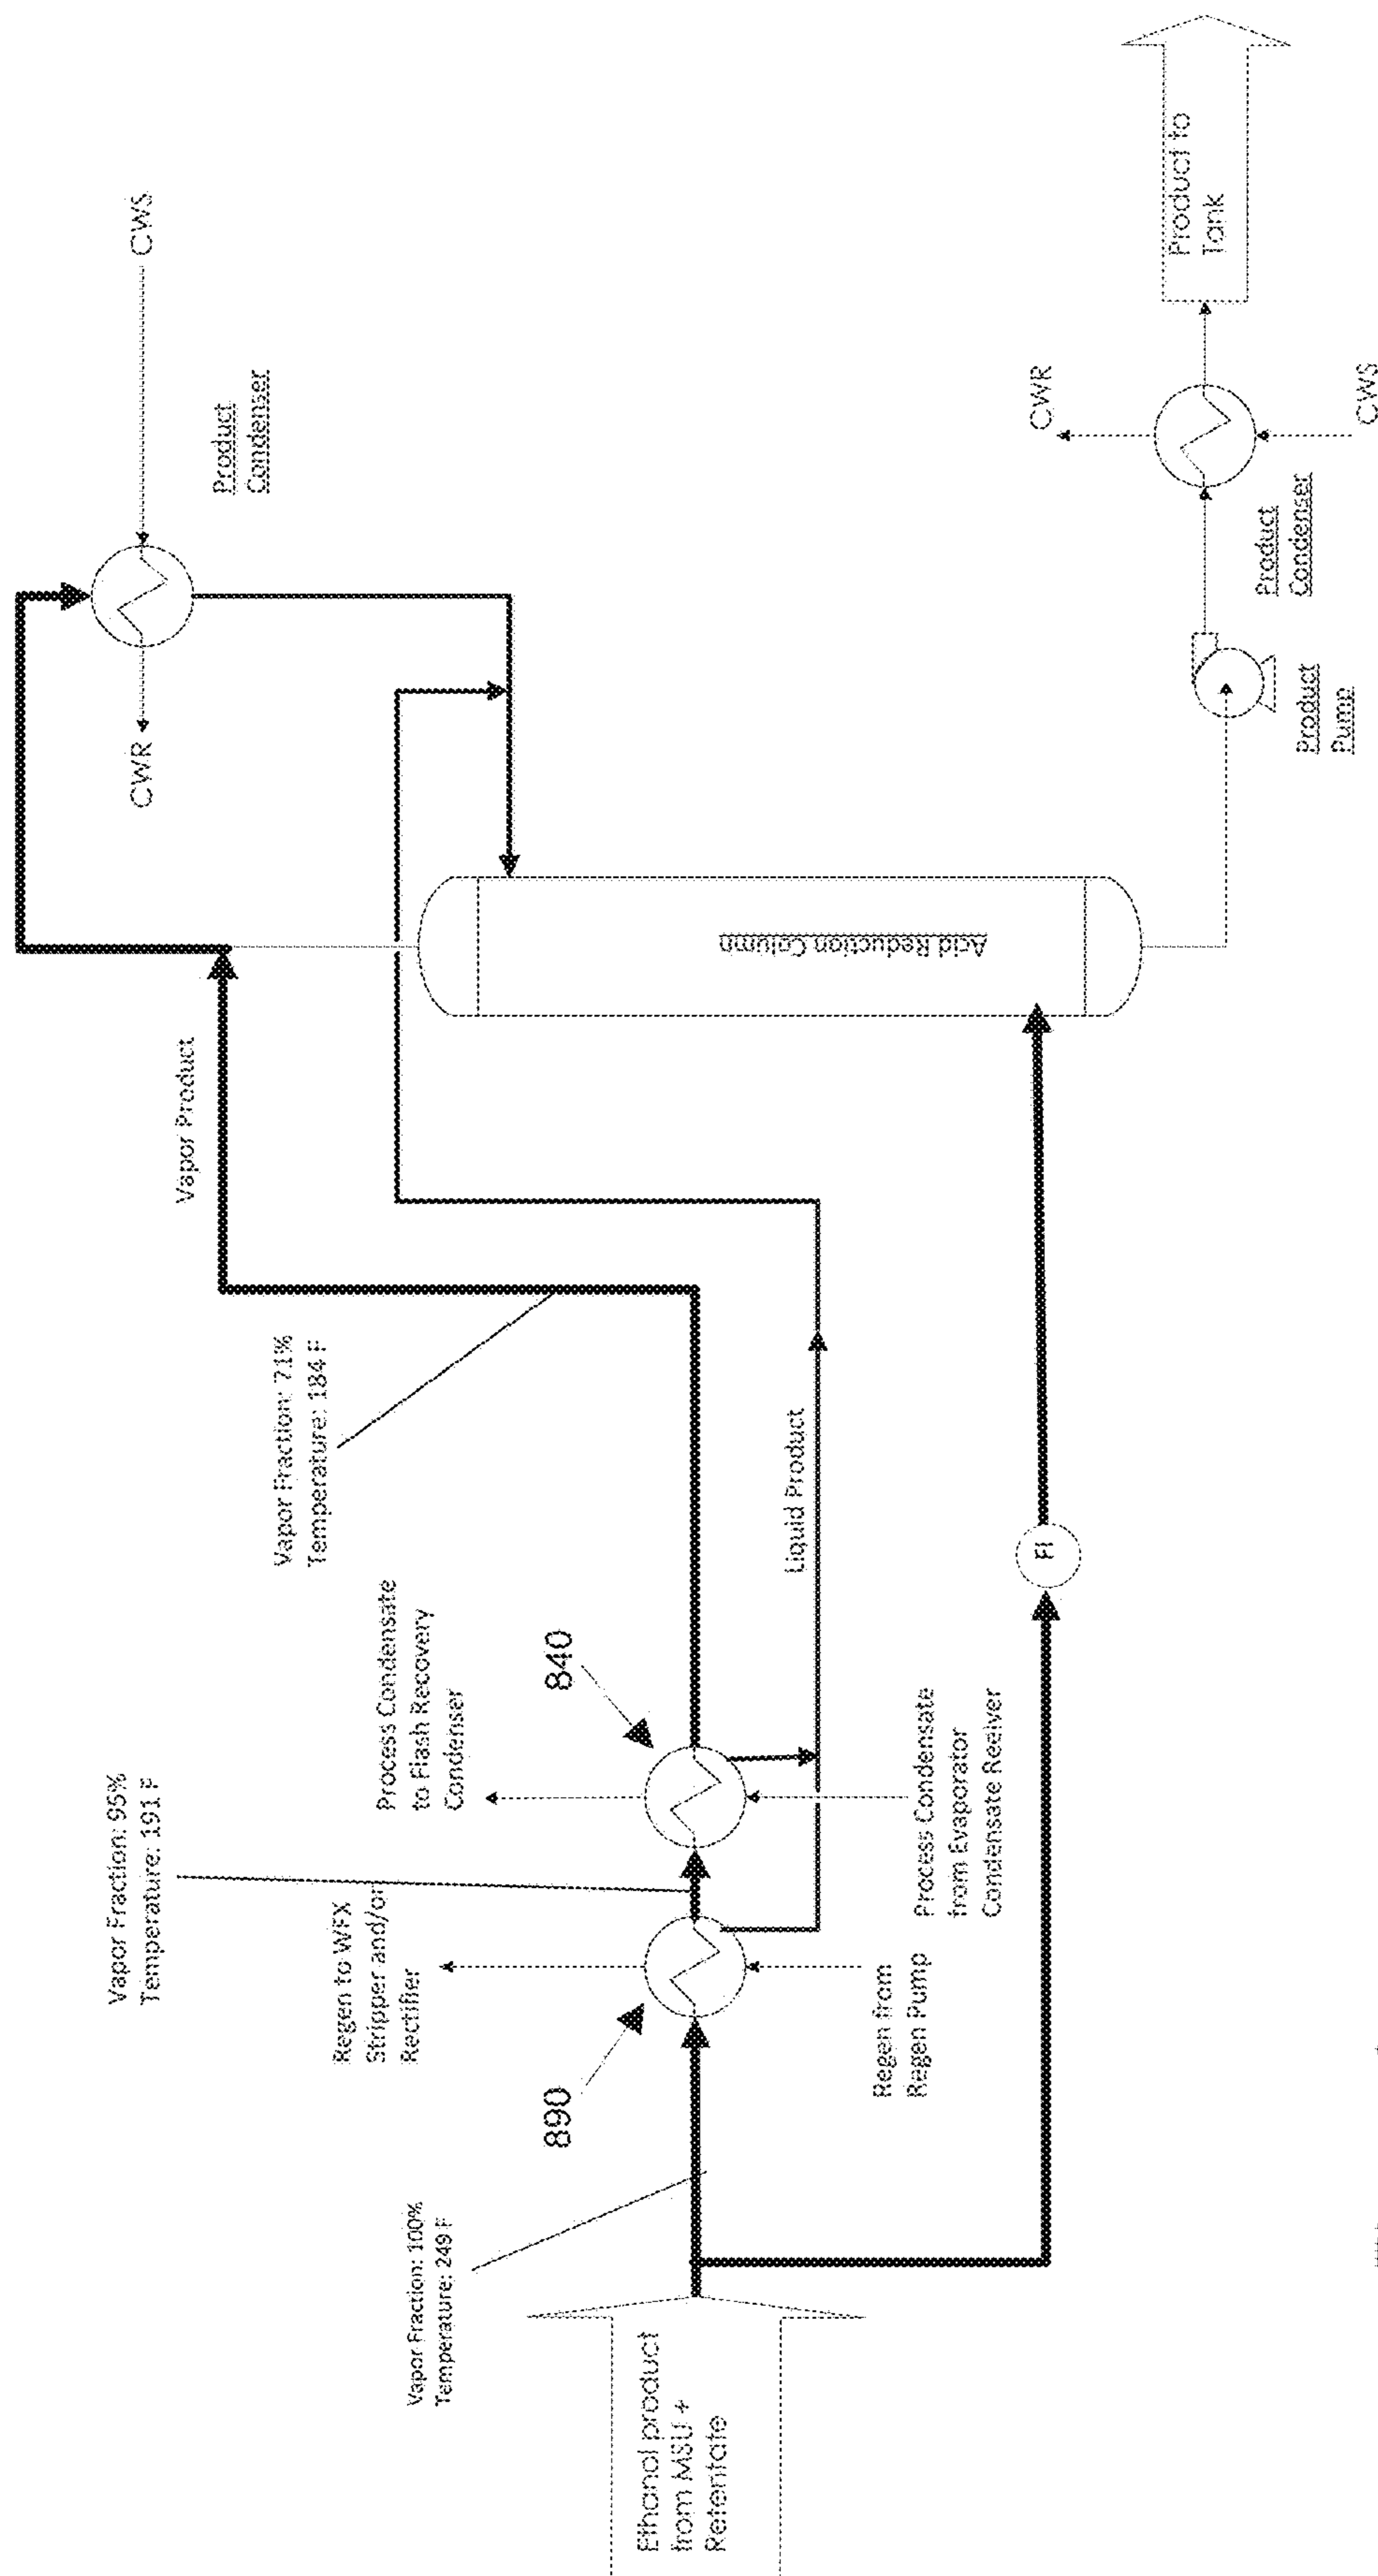 Ethanol product
from MSU +
Retentate
Vapor Fraction: 100%
Temperature: 249 F
890
Regen from
Regen Pump
Regen to WFX
Stripper and/or
Rectifier
Vapor Fraction: 95%
Temperature: 191 F
840
Process Condensate
from Evaporator
Condensate Reeiver
Process Condensate
to Flash Recovery
Condenser
Vapor Fraction: 71%
Temperature: 184 F
Liquid Product
FI
Vapor Product
Acid Reduction Column
CWR
CWS
Product
Condenser
Product
Pump
Product
Condenser
CWR
CWS
Product to
Tank